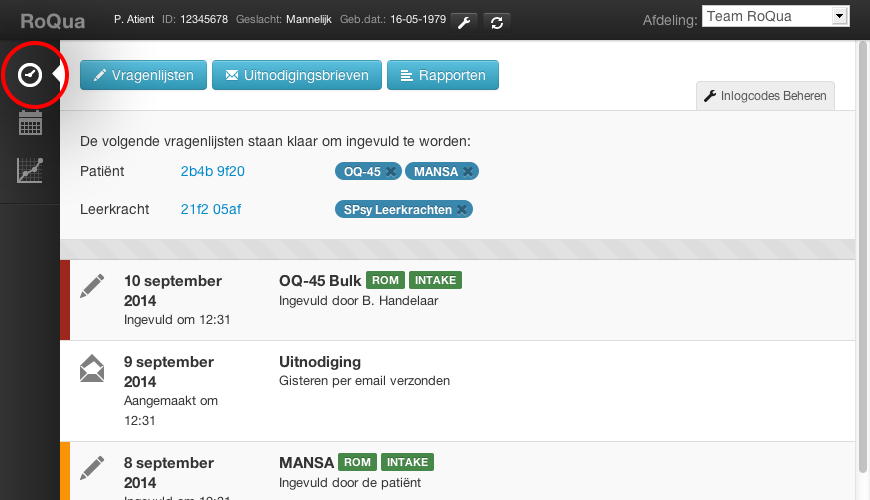 RoQua P. Atient ID: 12345678 Geslacht: Mannelijk Geb.dat.: 16-05-1979 Afdeling: Team RoQua
Vragenlijsten Uitnodigingsbrieven Rapporten
Inlogcodes Beheren
De volgende vragenlijsten staan klaar om ingevuld te worden:
Patiënt 2b4b 9f20 OQ-45 MANSA
Leerkracht 21f2 05af SPsy Leerkrachten
10 september 2014
Ingevuld om 12:31
OQ-45 Bulk ROM INTAKE
Ingevuld door B. Handelaar
9 september 2014
Aangemaakt om 12:31
Uitnodiging
Gisteren per email verzonden
8 september 2014
Ingevuld om 12:31
MANSA ROM INTAKE
Ingevuld door de patiënt